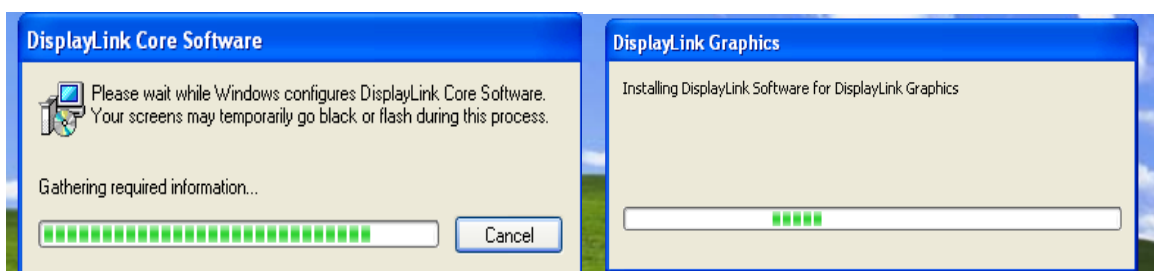 DisplayLink Core Software
Please wait while Windows configures DisplayLink Core Software.
Your screens may temporarily go black or flash during this process.
Gathering required information...
Cancel
DisplayLink Graphics
Installing DisplayLink Software for DisplayLink Graphics